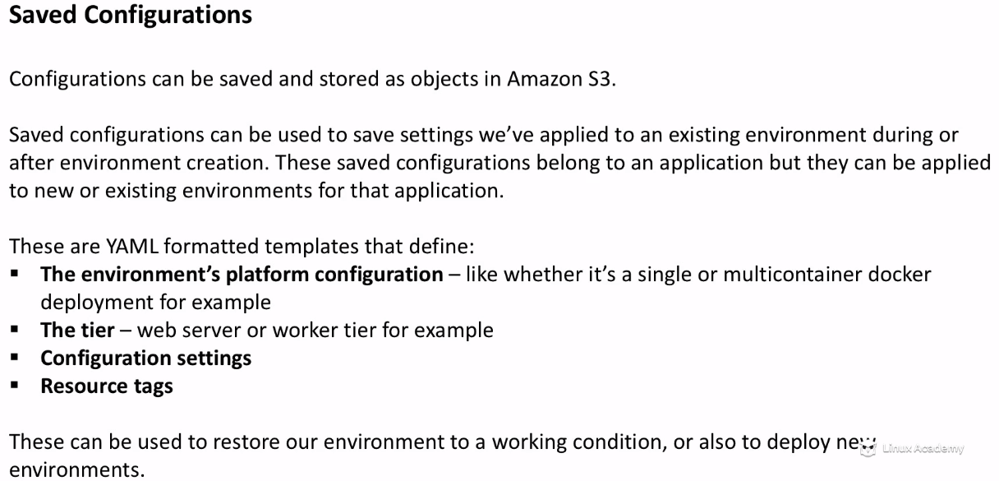 Saved Configurations
Configurations can be saved and stored as objects in Amazon S3.
Saved configurations can be used to save settings we’ve applied to an existing environment during or
after environment creation. These saved configurations belong to an application but they can be applied
to new or existing environments for that application.
These are YAML formatted templates that define:
▪ The environment’s platform configuration – like whether it’s a single or multicontainer docker
deployment for example
▪ The tier – web server or worker tier for example
▪ Configuration settings
▪ Resource tags
These can be used to restore our environment to a working condition, or also to deploy new
Linux Academy
environments.